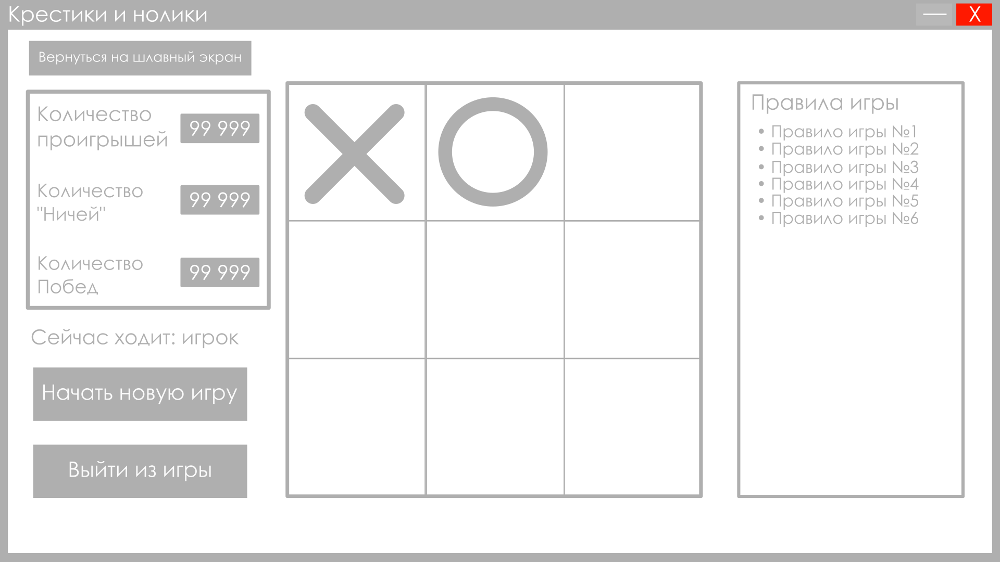 Крестики и нолики
X
Вернуться на шлавный экран
Количество
проигрышей
99 999
Количество
"Ничей"
99 999
Количество
Побед
99 999
Сейчас ходит: игрок
Начать новую игру
Выйти из игры
Правила игры
• Правило игры №1
• Правило игры №2
• Правило игры №3
• Правило игры №4
• Правило игры №5
• Правило игры №6